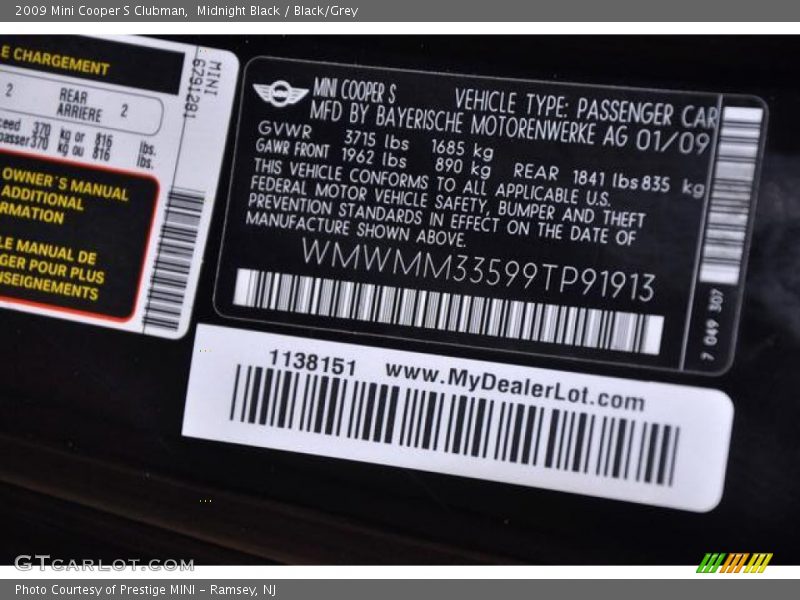 2009 Mini Cooper S Clubman,  Midnight Black / Black/Grey
E CHARGEMENT
2 REAR ARRIERE 2
370 kg or 816 lbs.
370 kg ou 816 lbs.
MINI
6791281
OWNER'S MANUAL
ADDITIONAL
RMATION
LE MANUAL DE
GER POUR PLUS
NSEIGNEMENTS
MINI COOPER S VEHICLE TYPE: PASSENGER CAR
MFD BY BAYERISCHE MOTORENWERKE AG 01/09
GVWR 3715 lbs 1685 kg
GAWR FRONT 1962 lbs 890 kg REAR 1841 lbs 835 kg
THIS VEHICLE CONFORMS TO ALL APPLICABLE U.S.
FEDERAL MOTOR VEHICLE SAFETY, BUMPER AND THEFT
PREVENTION STANDARDS IN EFFECT ON THE DATE OF
MANUFACTURE SHOWN ABOVE.
WMWMM33599TP91913
7 049 307
1138151 www.MyDealerLot.com
GTCARLOT.COM
Photo Courtesy of Prestige MINI - Ramsey, NJ